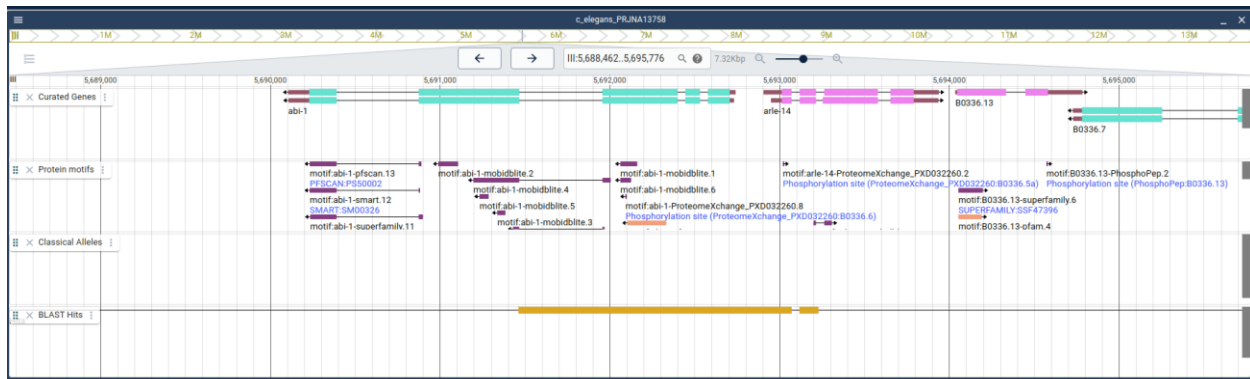 c_elegans_PRJNA13758
III 1M 2M 3M 4M 5M 6M 7M 8M 9M 10M 11M 12M 13M
III:5,688,462..5,695,776 7.32Kbp
III 5,689,000 5,690,000 5,691,000 5,692,000 5,693,000 5,694,000 5,695,000
Curated Genes
abi-1
arle-14
B0336.13
B0336.7
Protein motifs
motif:abi-1-pfscan.13
PFSCAN:PS50002
motif:abi-1-smart.12
SMART:SM00326
motif:abi-1-superfamily.11
motif:abi-1-mobidblite.2
motif:abi-1-mobidblite.4
motif:abi-1-mobidblite.5
motif:abi-1-mobidblite.3
motif:abi-1-mobidblite.1
motif:abi-1-mobidblite.6
motif:abi-1-ProteomeXchange_PXD032260.8
Phosphorylation site (ProteomeXchange_PXD032260:B0336.6)
motif:arle-14-ProteomeXchange_PXD032260.2
Phosphorylation site (ProteomeXchange_PXD032260:B0336.5a)
motif:B0336.13-PhosphoPep.2
Phosphorylation site (PhosphoPep:B0336.13)
motif:B0336.13-superfamily.6
SUPERFAMILY:SSF47396
motif:B0336.13-pfam.4
Classical Alleles
BLAST Hits